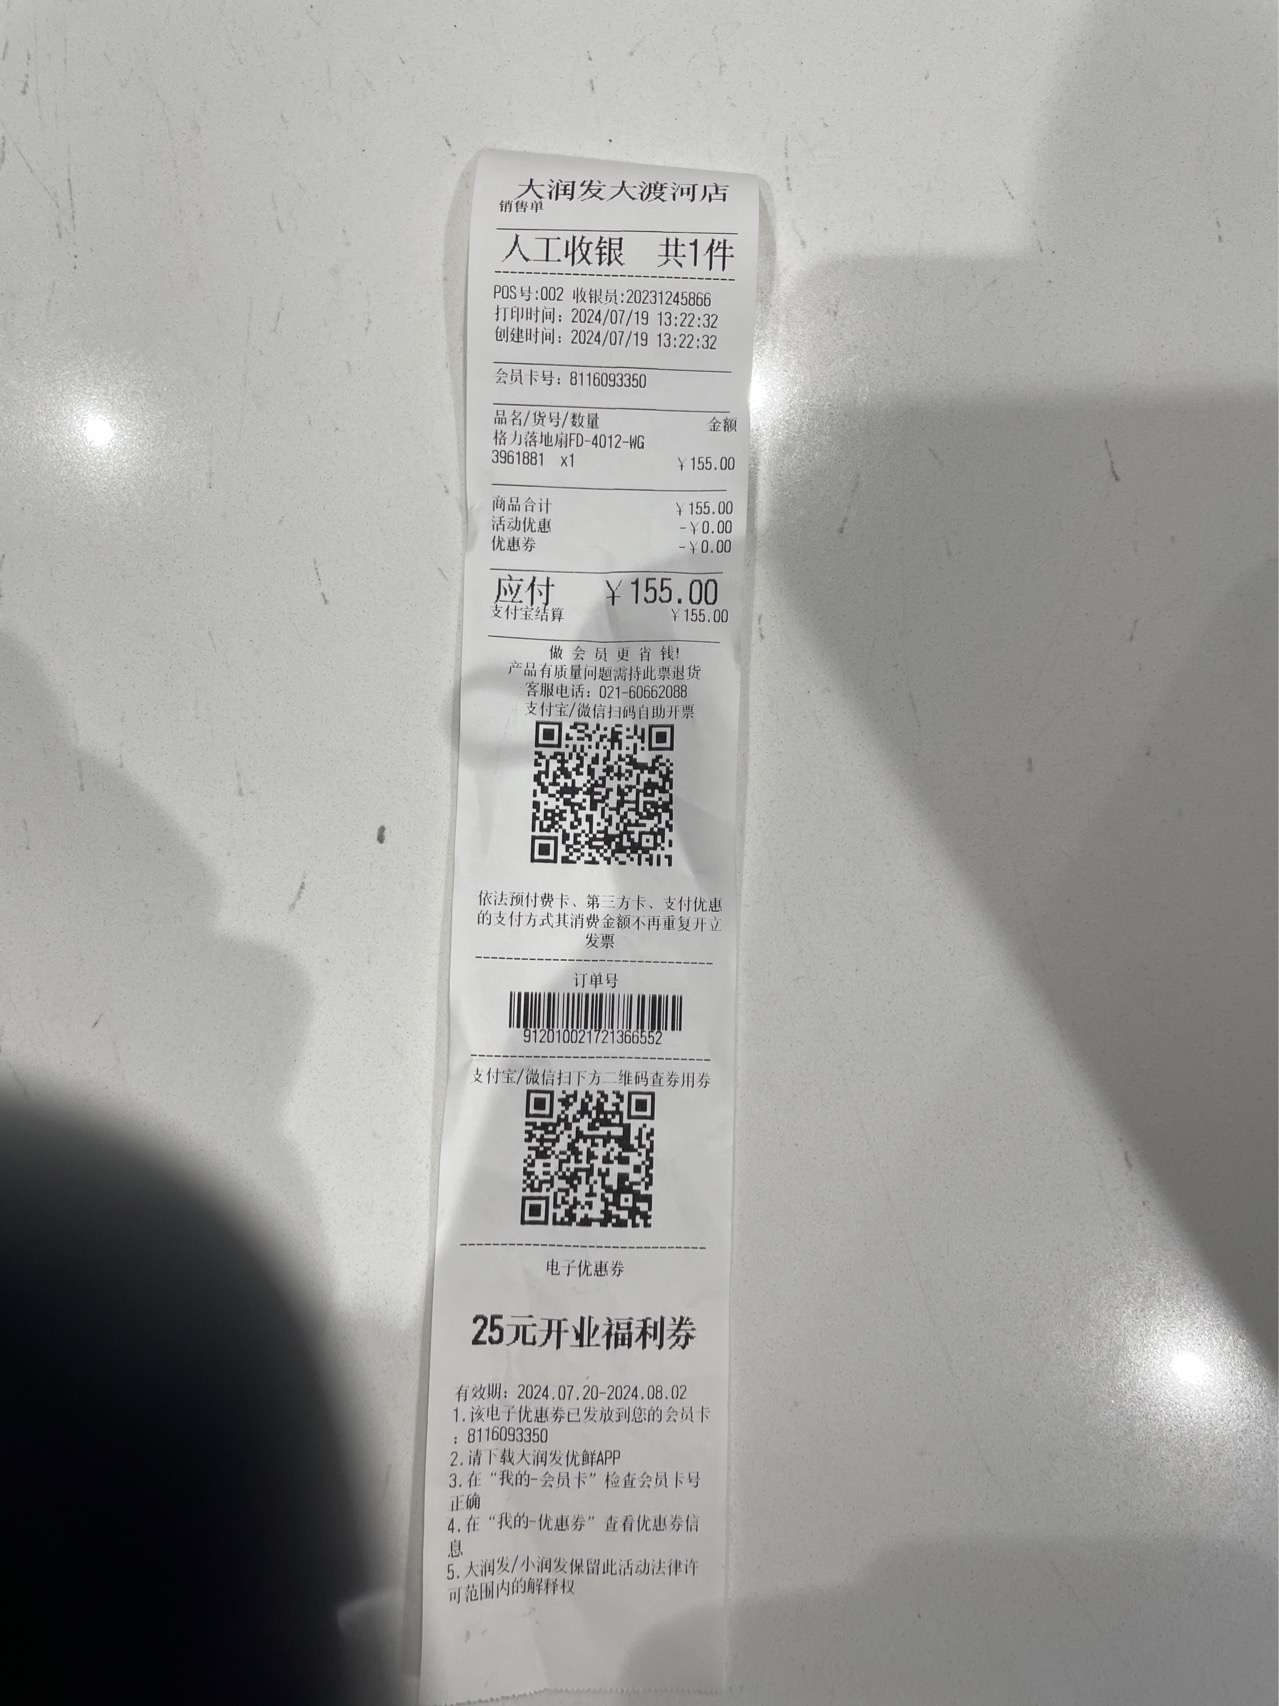 大润发大渡河店
销售单
人工收银 共1件
POS号:002 收银员:20231245866
打印时间: 2024/07/19 13:22:32
创建时间: 2024/07/19 13:22:32
会员卡号: 8116093350
品名/货号/数量 金额
格力落地扇FD-4012-WG
3961881 x1 ￥155.00
商品合计 ￥155.00
活动优惠 -￥0.00
优惠券 -￥0.00
应付 ￥155.00
支付宝结算 ￥155.00
做 会 员 更 省 钱!
产品有质量问题需持此票退货
客服电话: 021-60662088
支付宝/微信扫码自助开票
依法预付费卡、第三方卡、支付优惠
的支付方式其消费金额不再重复开立
发票
订单号
912010021721366552
支付宝/微信扫下方二维码查券用券
电子优惠券
25元开业福利券
有效期: 2024.07.20-2024.08.02
1.该电子优惠券已发放到您的会员卡
: 8116093350
2.请下载大润发优鲜APP
3.在“我的-会员卡”检查会员卡号
正确
4.在“我的-优惠券”查看优惠券信
息
5.大润发/小润发保留此活动法律许
可范围内的解释权